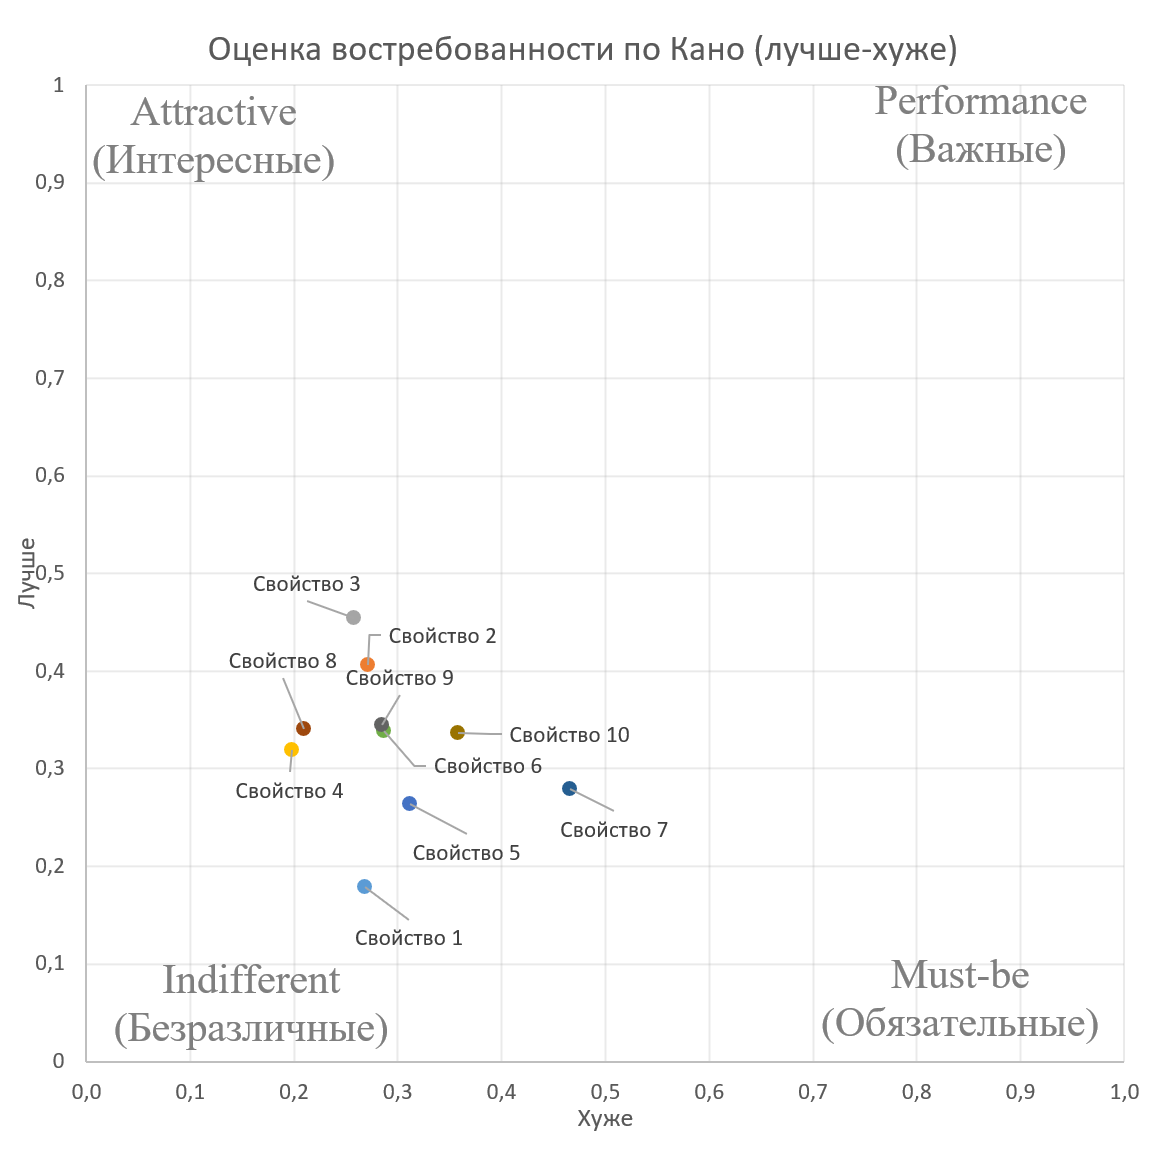 Оценка востребованности по Кано (лучше-хуже)
1
Attractive
(Интересные)
Performance
(Важные)
0,9
0,8
0,7
0,6
Лучше
0,5
Свойство 3
Свойство 2
Свойство 8
0,4
Свойство 9
Свойство 10
0,3
Свойство 6
Свойство 4
Свойство 7
Свойство 5
0,2
Свойство 1
0,1
Indifferent
(Безразличные)
Must-be
(Обязательные)
0
0,0 0,1 0,2 0,3 0,4 0,5 0,6 0,7 0,8 0,9 1,0
Хуже